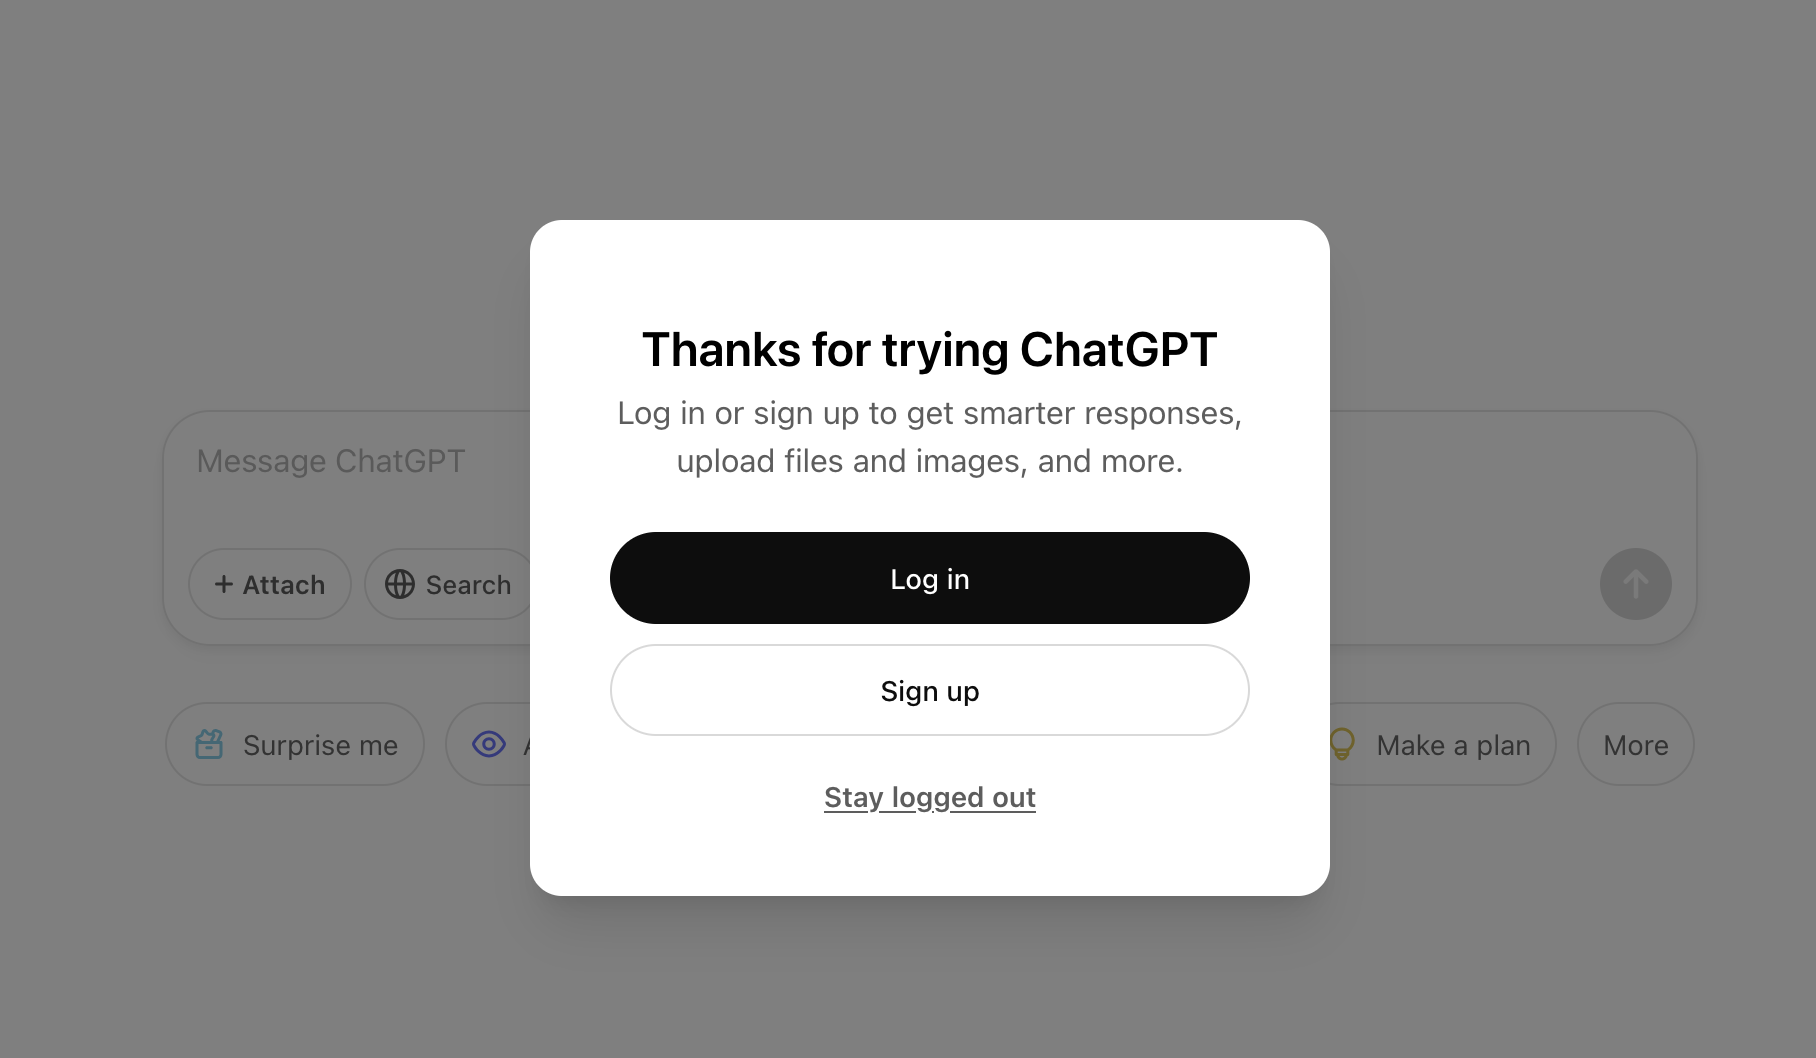 Thanks for trying ChatGPT
Log in or sign up to get smarter responses,
upload files and images, and more.
Log in
Sign up
Stay logged out
Message ChatGPT
Attach
Search
Surprise me
Make a plan
More